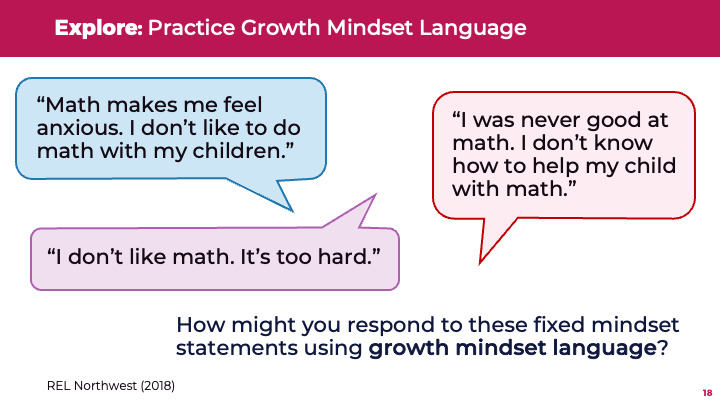 Explore: Practice Growth Mindset Language
“Math makes me feel
anxious. I don’t like to do
math with my children.”
“I was never good at
math. I don’t know
how to help my child
with math.”
“I don’t like math. It’s too hard.”
How might you respond to these fixed mindset
statements using growth mindset language?
REL Northwest (2018)
18